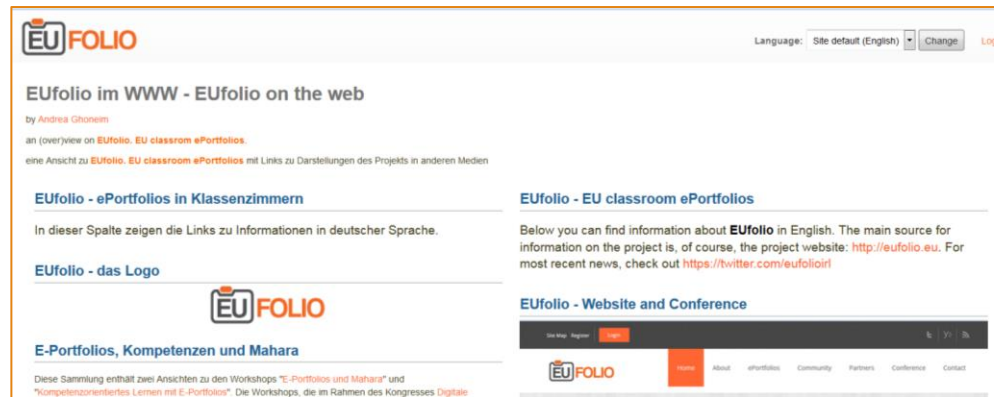 EU FOLIO
Language: Site default (English) Change
EUfolio im WWW - EUfolio on the web
by Andrea Ghoneim
an (over)view on EUfolio. EU classrom ePortfolios.
eine Ansicht zu EUfolio. EU classroom ePortfolios mit Links zu Darstellungen des Projekts in anderen Medien
EUfolio - ePortfolios in Klassenzimmern
In dieser Spalte zeigen die Links zu Informationen in deutscher Sprache.
EUfolio - das Logo
EU FOLIO
E-Portfolios, Kompetenzen und Mahara
Diese Sammlung enthält zwei Ansichten zu den Workshops "E-Portfolios und Mahara" und
"Kompetenzorientiertes Lernen mit E-Portfolios". Die Workshops, die im Rahmen des Kongresses Digitale
EUfolio - EU classroom ePortfolios
Below you can find information about EUfolio in English. The main source for
information on the project is, of course, the project website: http://eufolio.eu. For
most recent news, check out https://twitter.com/eufolioirl
EUfolio - Website and Conference
Site Map Register Login
EU FOLIO
Home About ePortfolios Community Partners Conference Contact